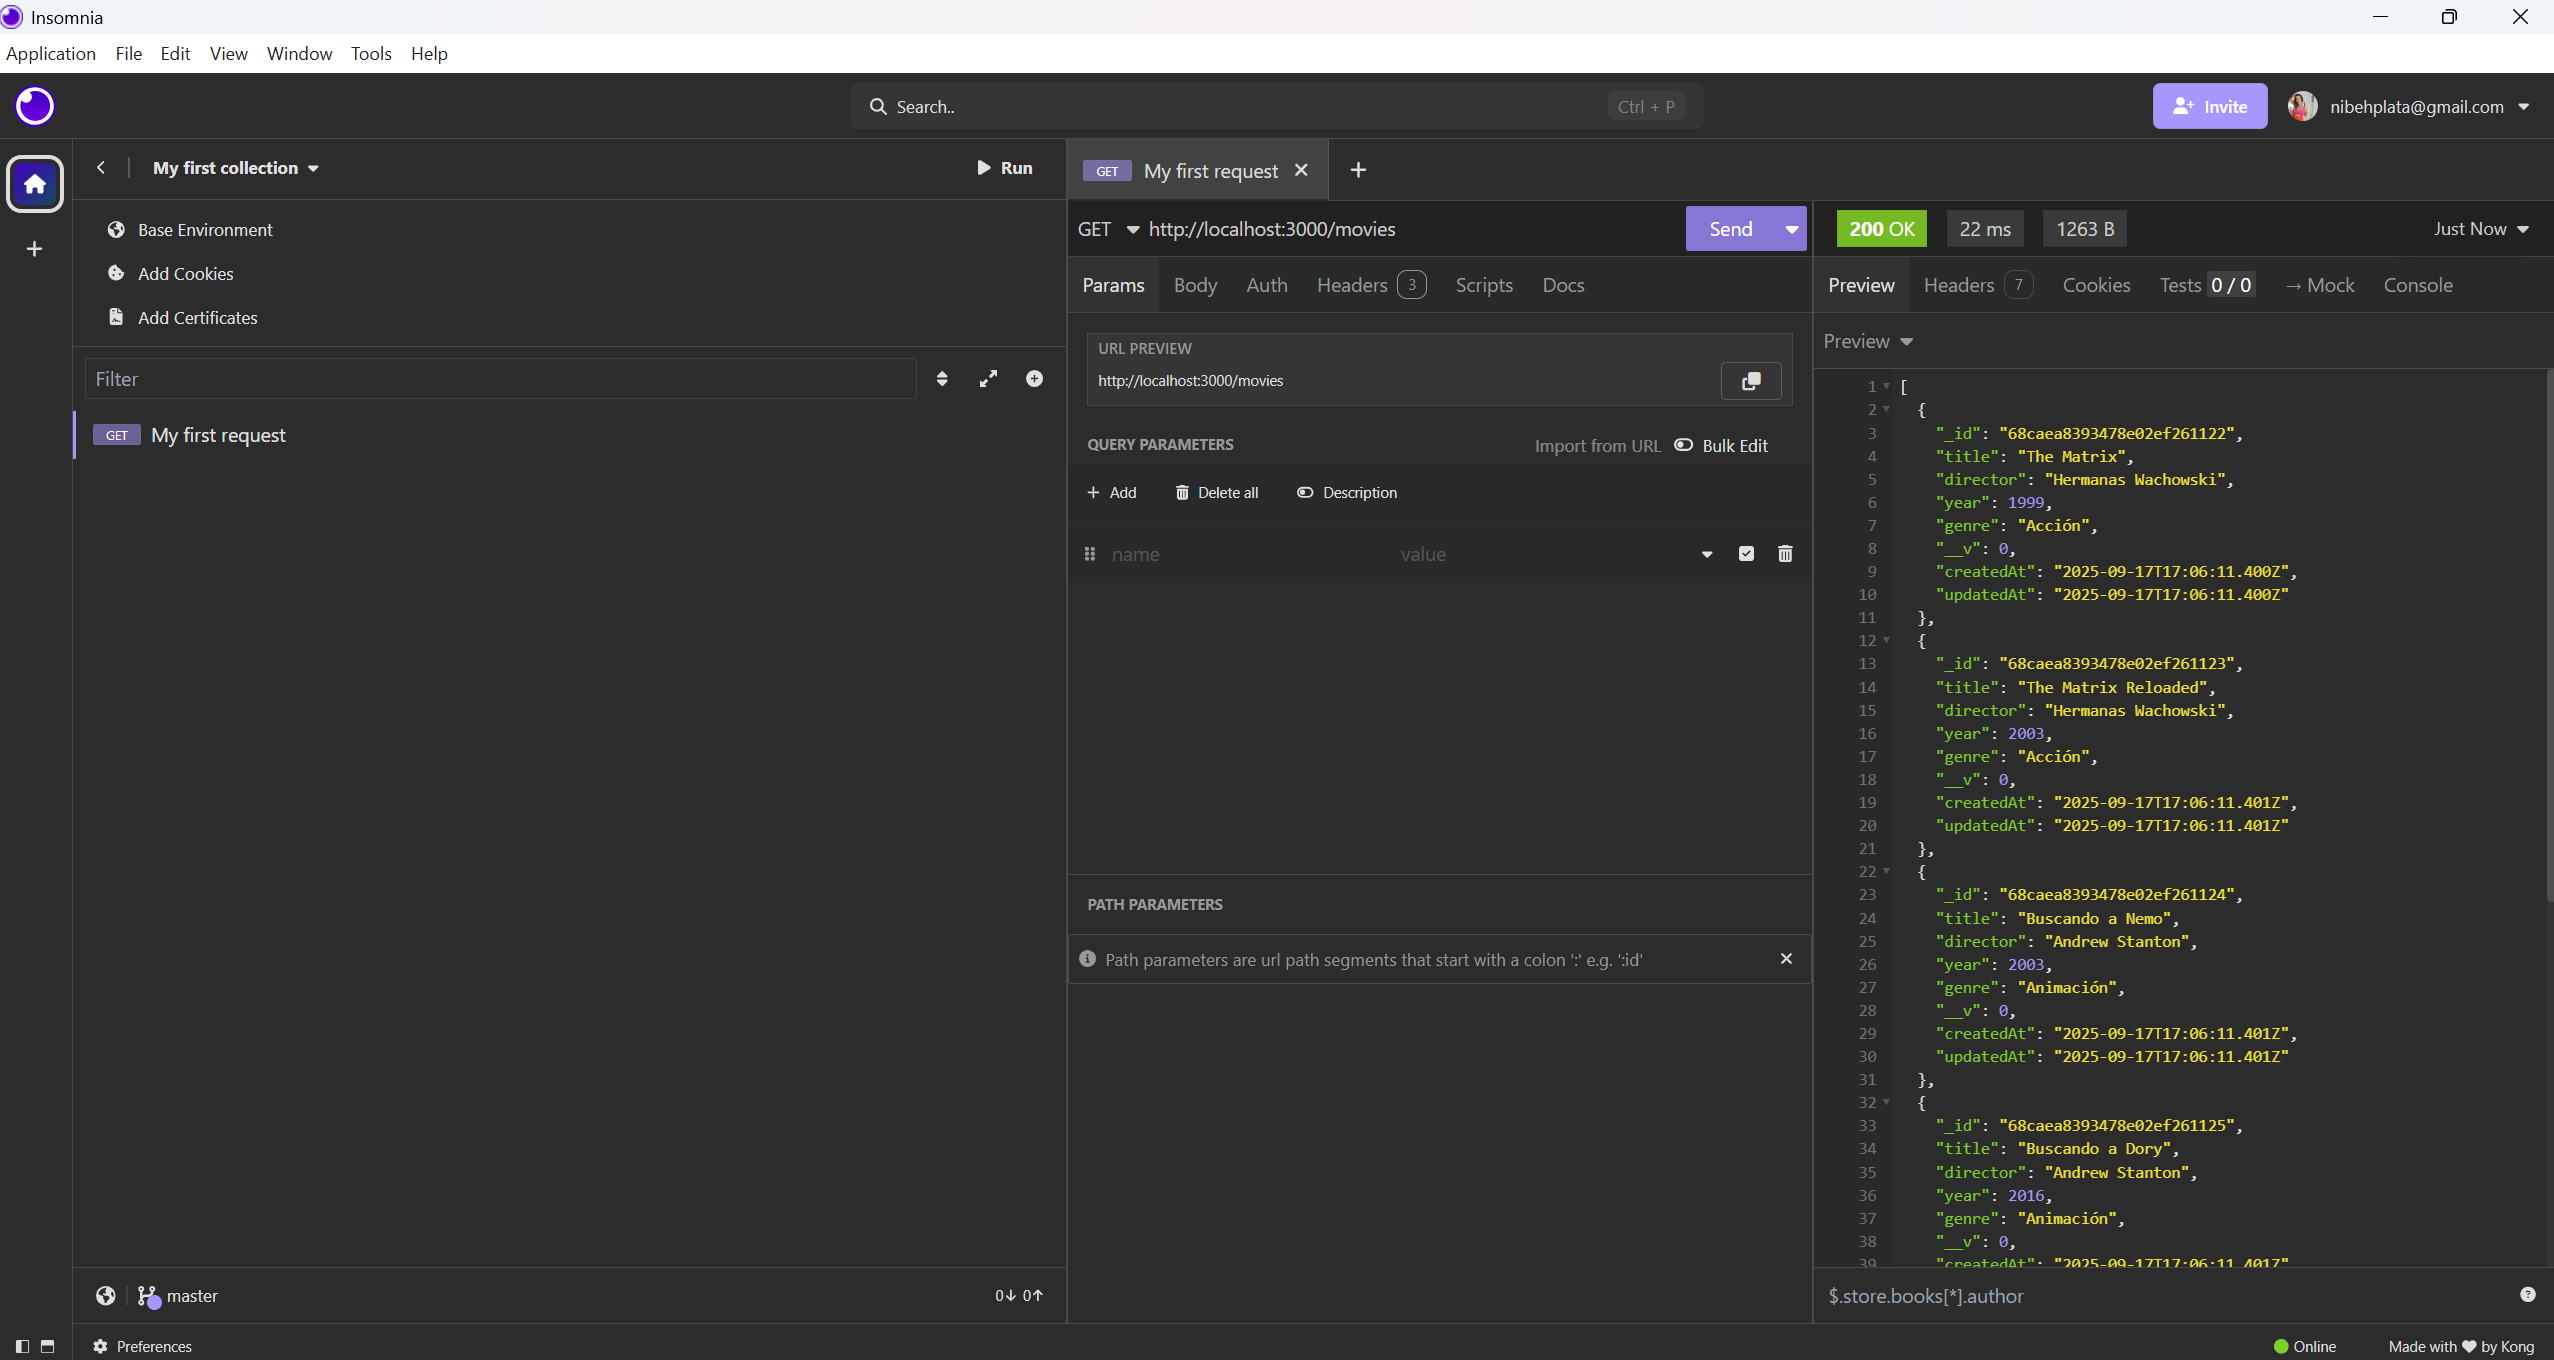 Insomnia
Application File Edit View Window Tools Help
Search.. Ctrl + P
Invite
nibehplata@gmail.com
My first collection
Run
Base Environment
Add Cookies
Add Certificates
Filter
GET My first request
master
0↓ 0↑
Preferences
GET My first request
GET http://localhost:3000/movies
Send
Params Body Auth Headers 3 Scripts Docs
URL PREVIEW
http://localhost:3000/movies
QUERY PARAMETERS
Import from URL Bulk Edit
Add Delete all Description
name value
PATH PARAMETERS
Path parameters are url path segments that start with a colon ':' e.g. ':id'
200 OK 22 ms 1263 B
Just Now
Preview Headers 7 Cookies Tests 0 / 0 → Mock Console
Preview
1 [
2 {
3 "_id": "68caea8393478e02ef261122",
4 "title": "The Matrix",
5 "director": "Hermanas Wachowski",
6 "year": 1999,
7 "genre": "Acción",
8 "__v": 0,
9 "createdAt": "2025-09-17T17:06:11.400Z",
10 "updatedAt": "2025-09-17T17:06:11.400Z"
11 },
12 {
13 "_id": "68caea8393478e02ef261123",
14 "title": "The Matrix Reloaded",
15 "director": "Hermanas Wachowski",
16 "year": 2003,
17 "genre": "Acción",
18 "__v": 0,
19 "createdAt": "2025-09-17T17:06:11.401Z",
20 "updatedAt": "2025-09-17T17:06:11.401Z"
21 },
22 {
23 "_id": "68caea8393478e02ef261124",
24 "title": "Buscando a Nemo",
25 "director": "Andrew Stanton",
26 "year": 2003,
27 "genre": "Animación",
28 "__v": 0,
29 "createdAt": "2025-09-17T17:06:11.401Z",
30 "updatedAt": "2025-09-17T17:06:11.401Z"
31 },
32 {
33 "_id": "68caea8393478e02ef261125",
34 "title": "Buscando a Dory",
35 "director": "Andrew Stanton",
36 "year": 2016,
37 "genre": "Animación",
38 "__v": 0,
39 "createdAt": "2025-09-17T17:06:11.401Z"
$.store.books[*].author
Online
Made with ♥ by Kong